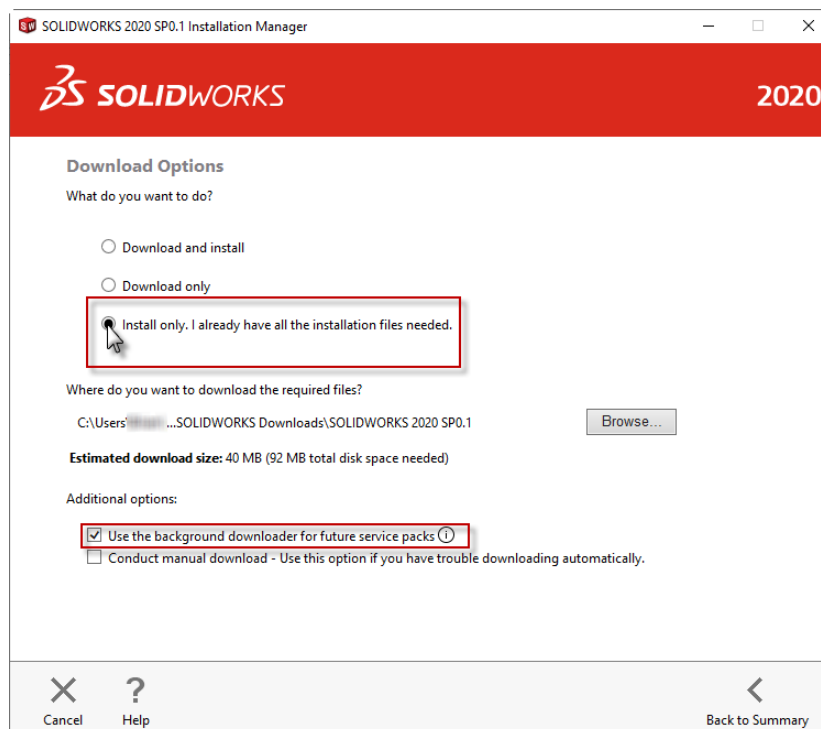 SOLIDWORKS 2020 SP0.1 Installation Manager
SOLIDWORKS
2020
Download Options
What do you want to do?
Download and install
Download only
Install only. I already have all the installation files needed.
Where do you want to download the required files?
C:\Users\ ...SOLIDWORKS Downloads\SOLIDWORKS 2020 SP0.1
Browse...
Estimated download size: 40 MB (92 MB total disk space needed)
Additional options:
Use the background downloader for future service packs
Conduct manual download - Use this option if you have trouble downloading automatically.
Cancel
Help
Back to Summary